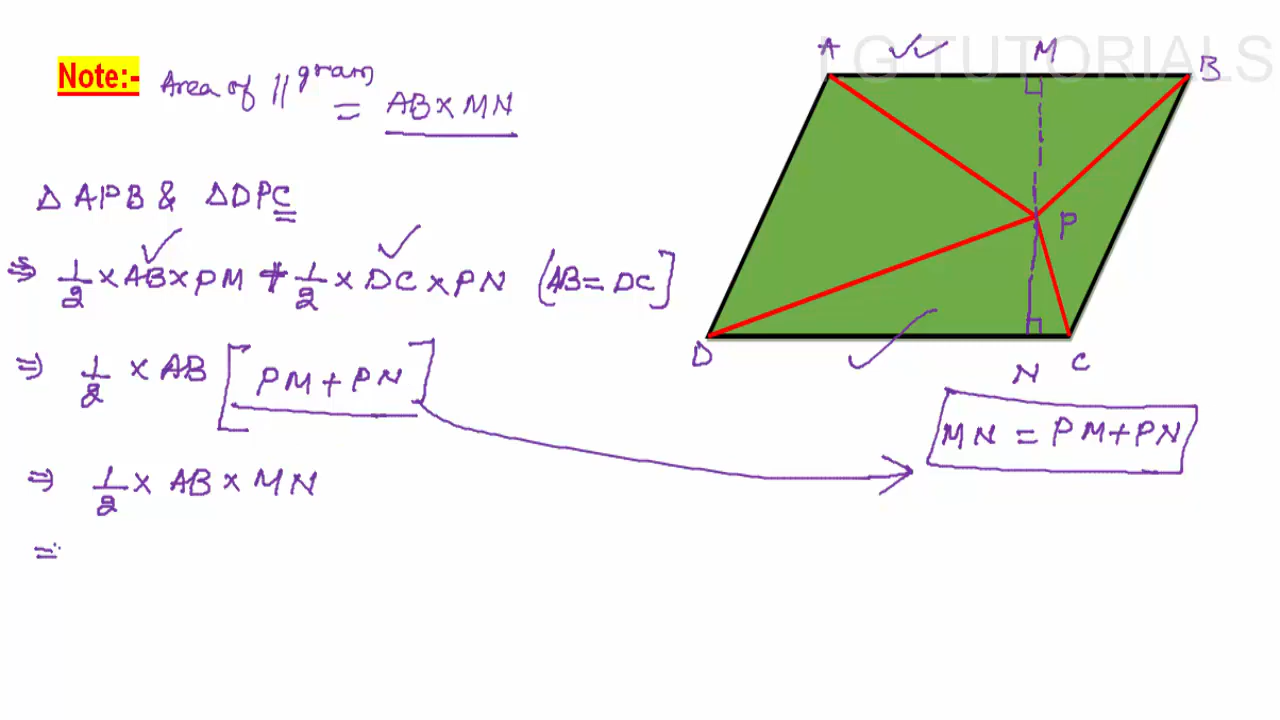 LG TUTORIALS
Note:- Area of ||gram
= AB × MN
Δ APB & ΔDPC
⇒ 1/2 × AB × PM + 1/2 × DC × PN (AB = DC]
⇒ 1/2 × AB [PM + PN]
⇒ 1/2 × AB × MN
=
A M B
P
D N C
MN = PM + PN